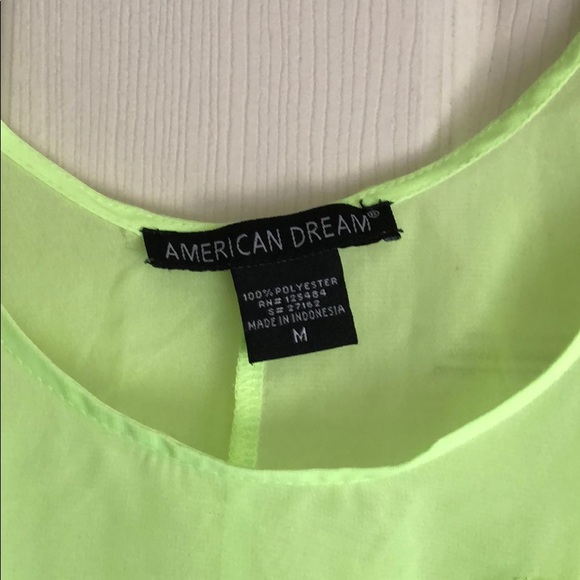 AMERICAN DREAM®
100% POLYESTER
RN# 125484
S# 27162
MADE IN INDONESIA
M